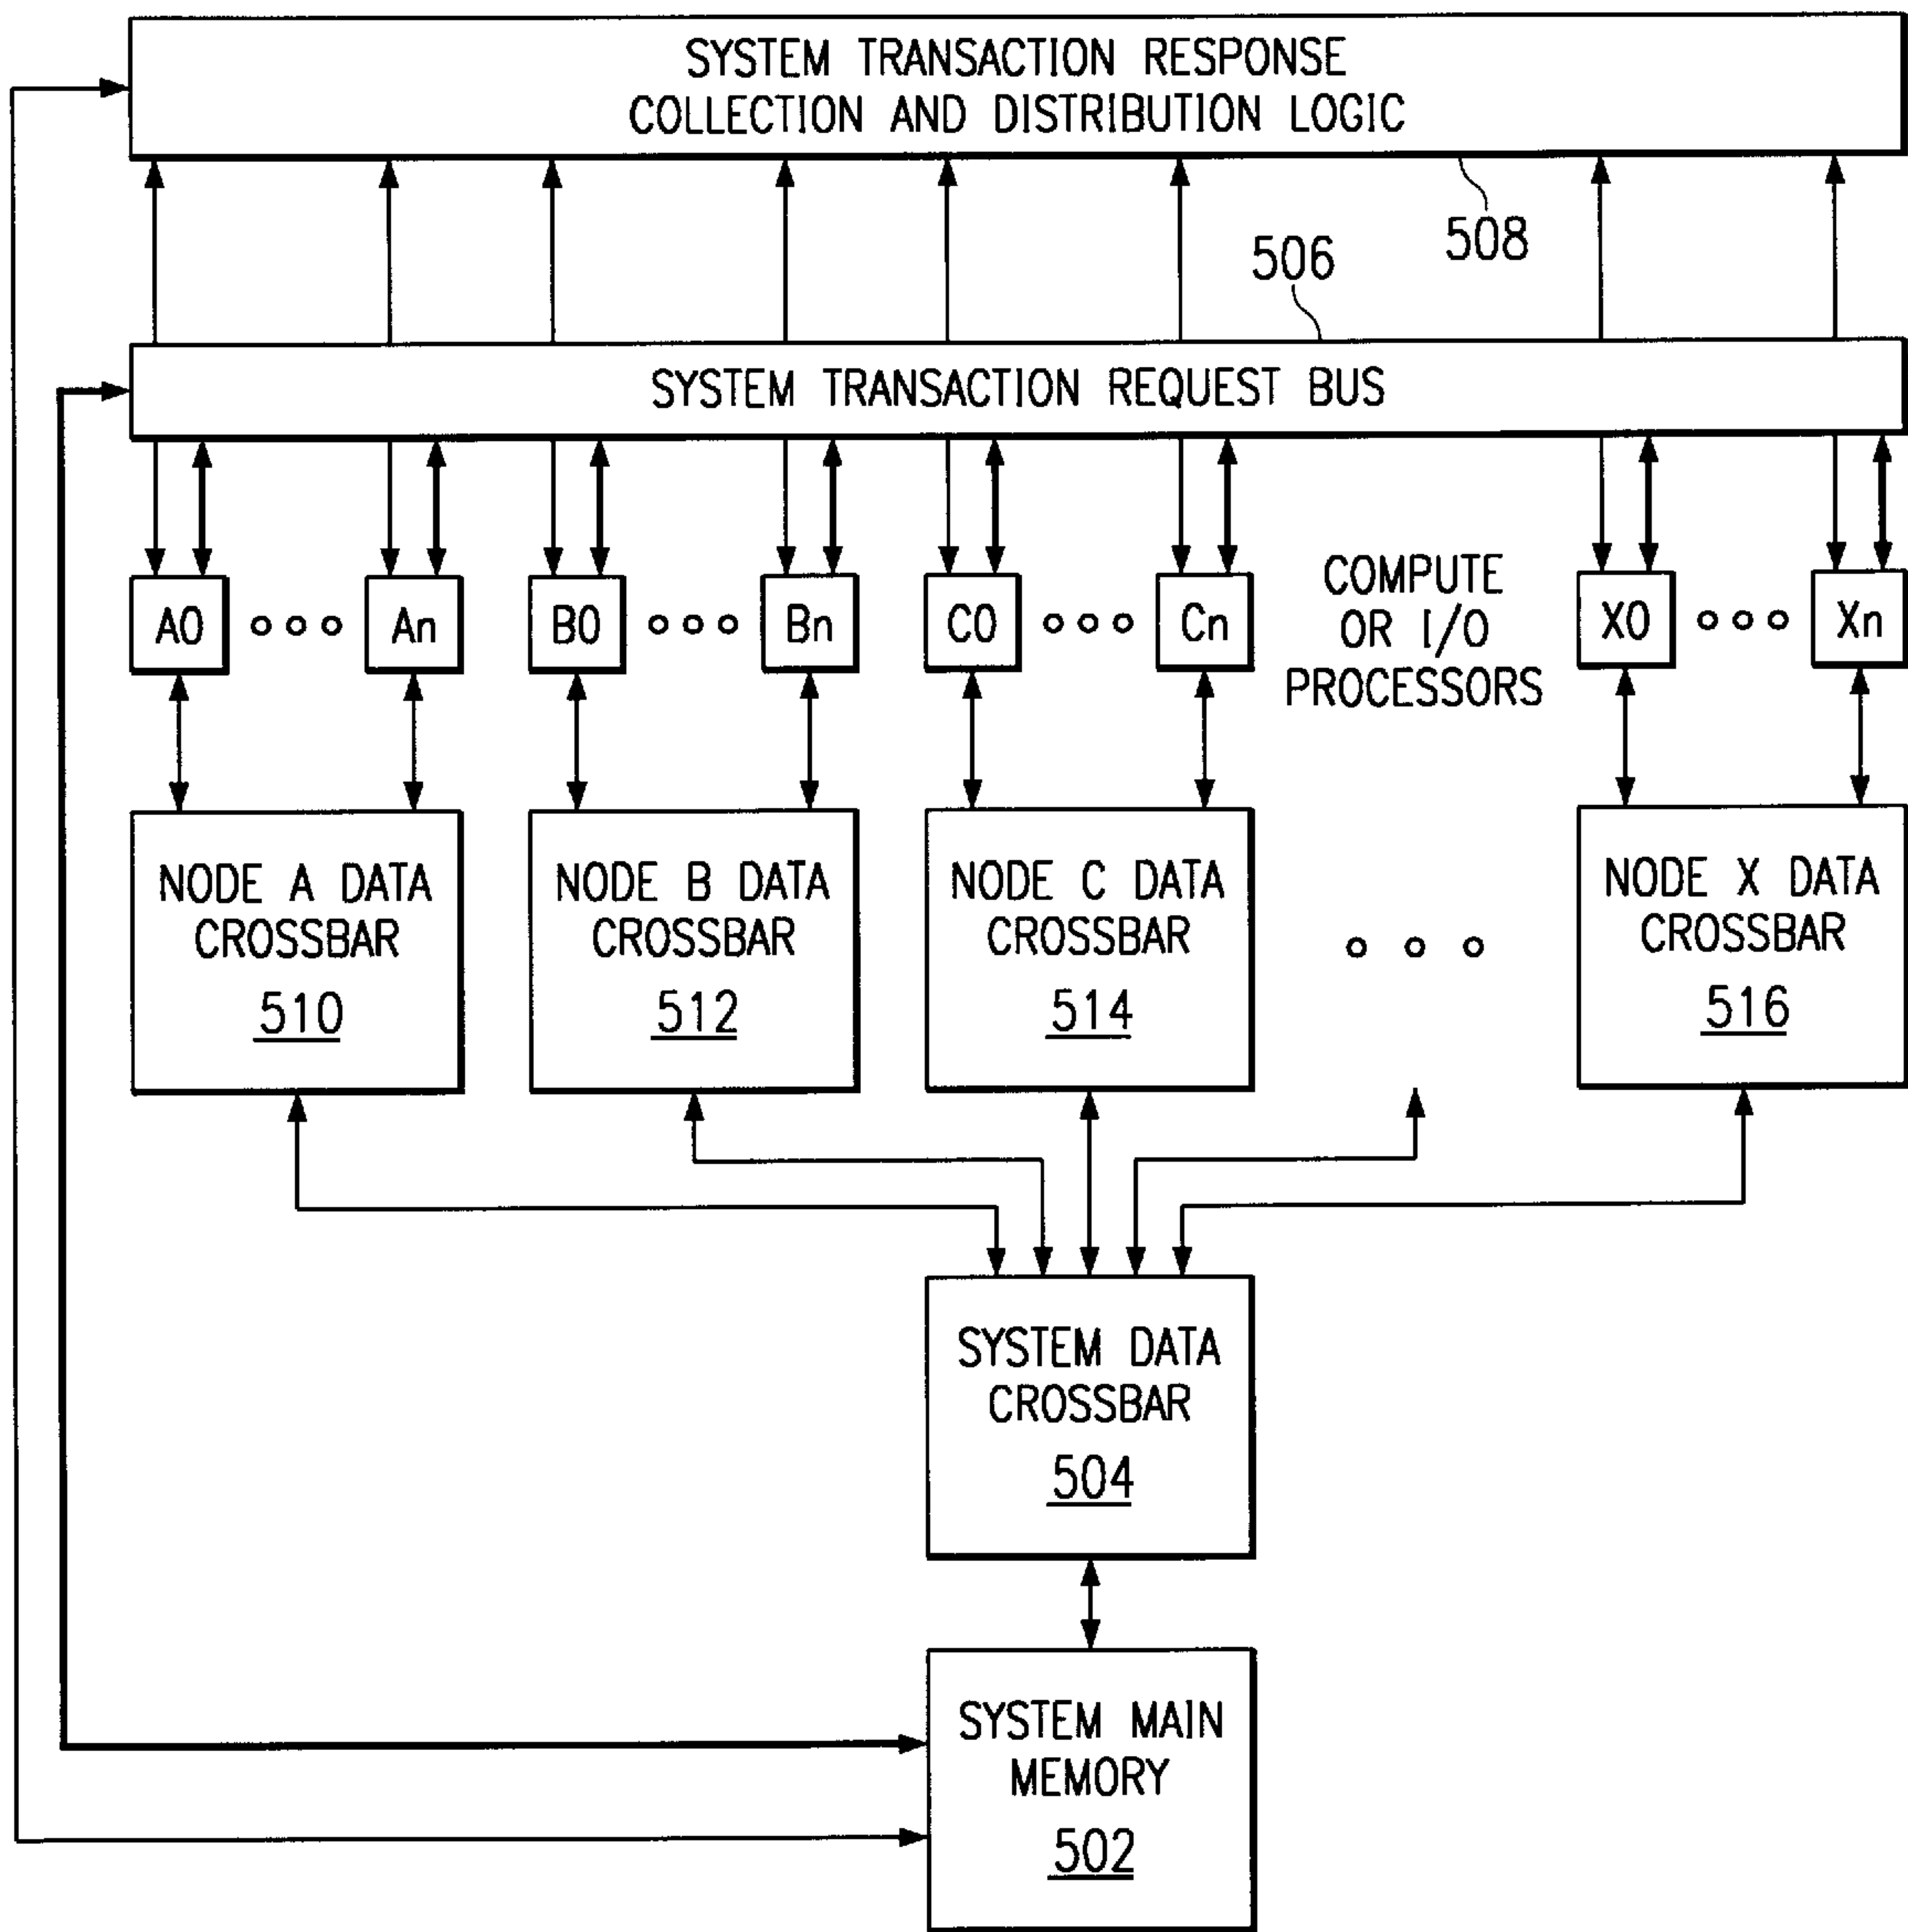 SYSTEM TRANSACTION RESPONSE
COLLECTION AND DISTRIBUTION LOGIC
508
506
SYSTEM TRANSACTION REQUEST BUS
A0
An
B0
Bn
C0
Cn
COMPUTE
OR I/O
PROCESSORS
X0
Xn
NODE A DATA
CROSSBAR
510
NODE B DATA
CROSSBAR
512
NODE C DATA
CROSSBAR
514
NODE X DATA
CROSSBAR
516
SYSTEM DATA
CROSSBAR
504
SYSTEM MAIN
MEMORY
502